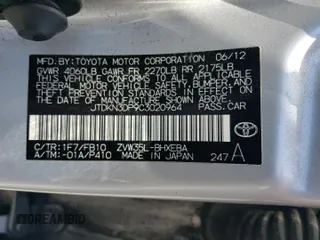 MFD. BY: TOYOTA MOTOR CORPORATION 06/12
GVWR 4060LB GAWR FR 2270LB RR 2175LB
THIS VEHICLE CONFORMS TO ALL APPLICABLE
FEDERAL MOTOR VEHICLE SAFETY, BUMPER, AND
THEFT PREVENTION STANDARDS IN EFFECT ON
THE DATE OF MANUFACTURE SHOWN ABOVE.
PASS.CAR
C/TR:1F7/FB10 ZVW35L-BHXEBA
A/TM:-01A/P410 MADE IN JAPAN 247 A
TOYOTA